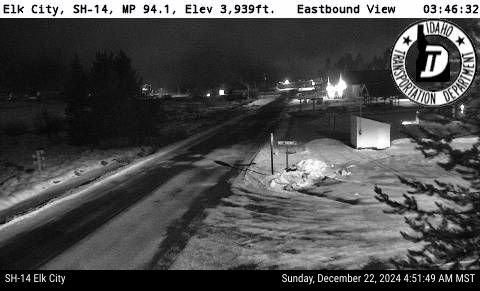 Elk City, SH-14, MP 94.1, Elev 3,939ft. Eastbound View 03:46:32
IDAHO
TRANSPORTATION DEPARTMENT
SH-14 Elk City Sunday, December 22, 2024 4:51:49 AM MST